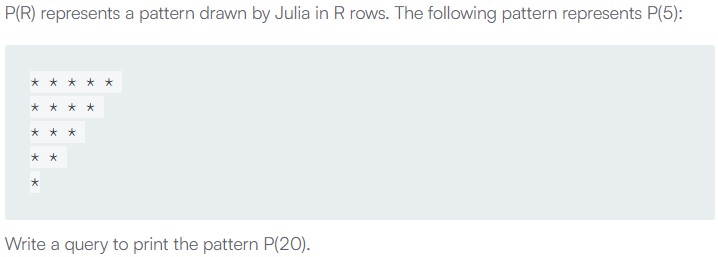 P(R) represents a pattern drawn by Julia in R rows. The following pattern represents P(5):
* * * * *
* * * *
* * *
* *
*
Write a query to print the pattern P(20).